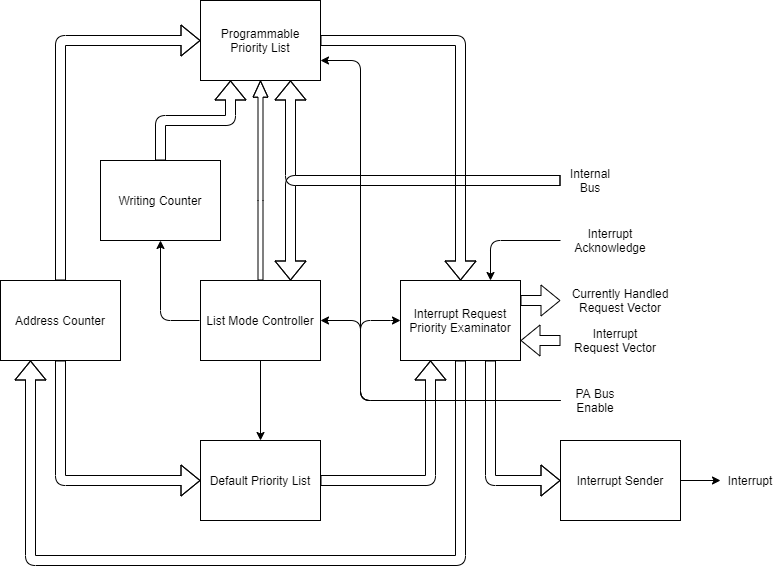 Programmable
Priority List
Internal
Bus
Writing Counter
Interrupt
Acknowledge
Currently Handled
Request Vector
Address Counter
List Mode Controller
Interrupt Request
Priority Examinator
Interrupt
Request Vector
PA Bus
Enable
Default Priority List
Interrupt Sender
Interrupt